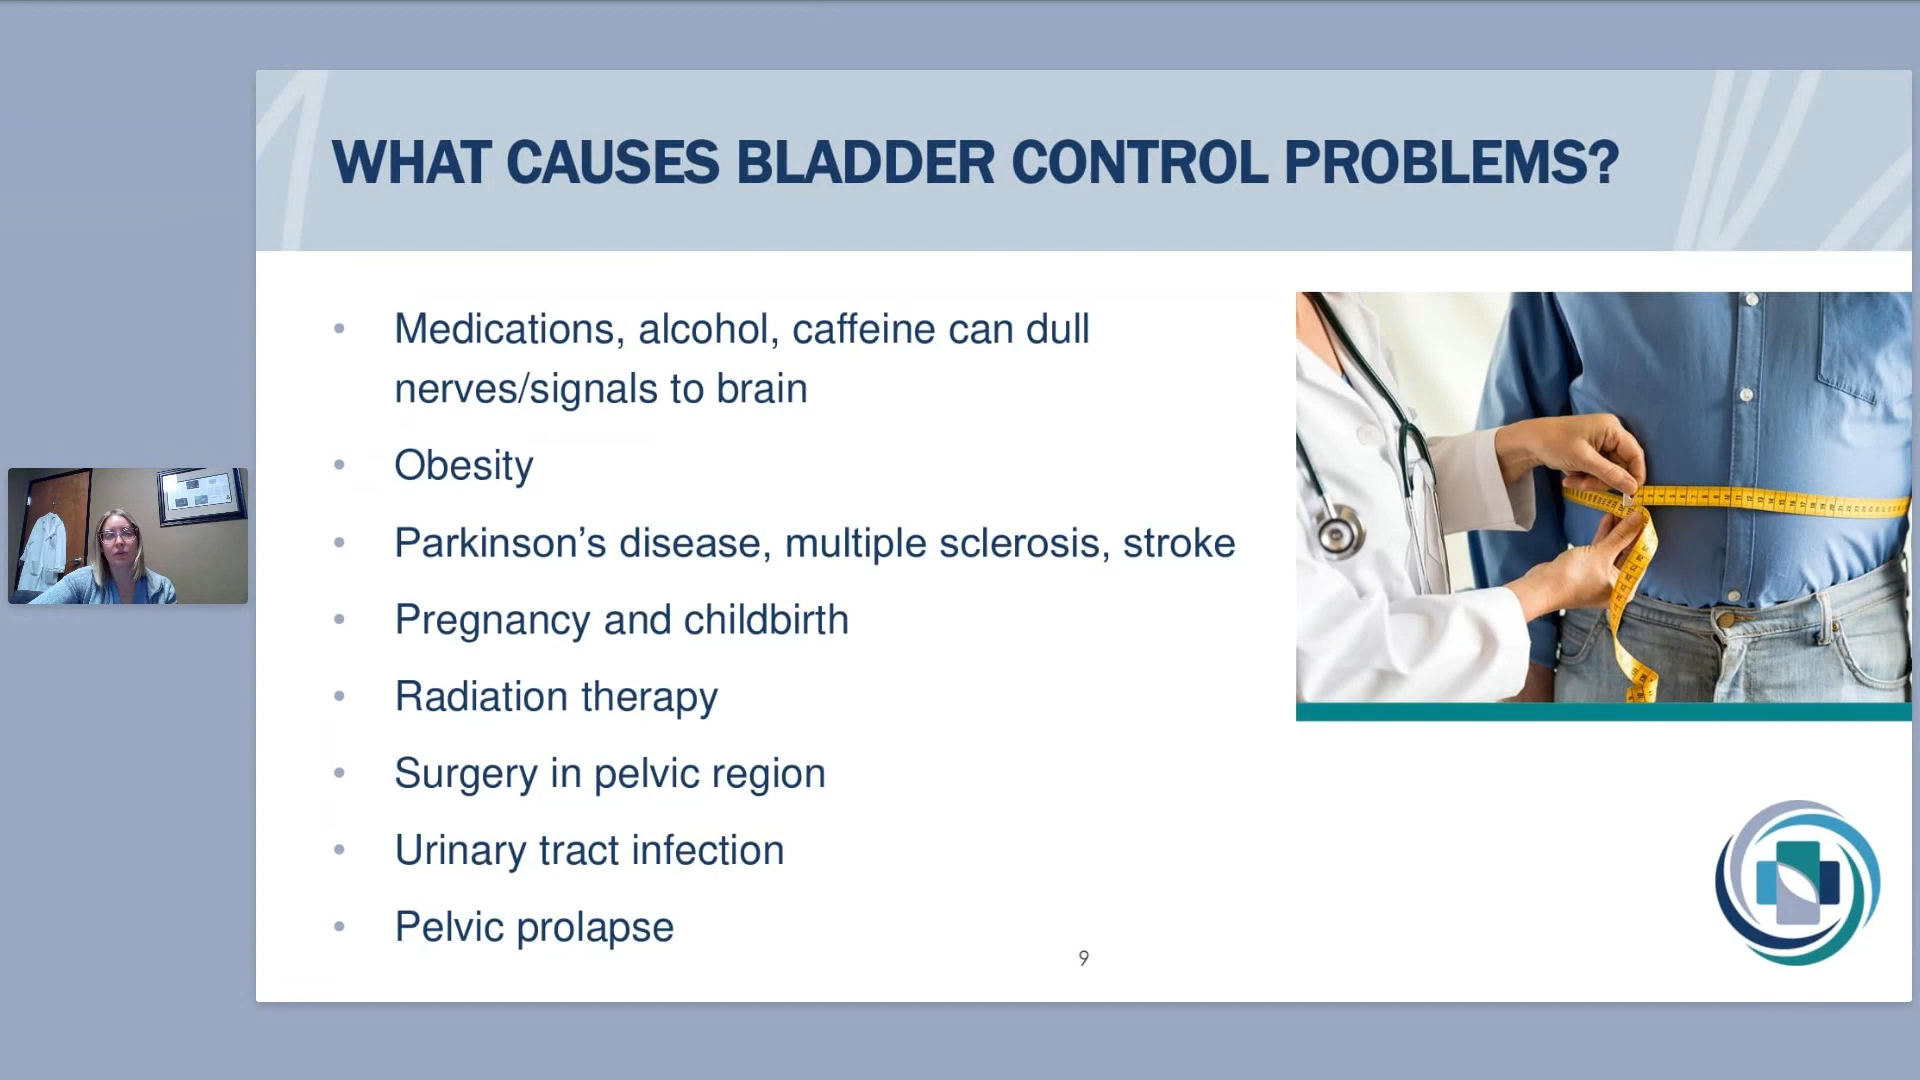 WHAT CAUSES BLADDER CONTROL PROBLEMS?
• Medications, alcohol, caffeine can dull
nerves/signals to brain
• Obesity
• Parkinson’s disease, multiple sclerosis, stroke
• Pregnancy and childbirth
• Radiation therapy
• Surgery in pelvic region
• Urinary tract infection
• Pelvic prolapse
9